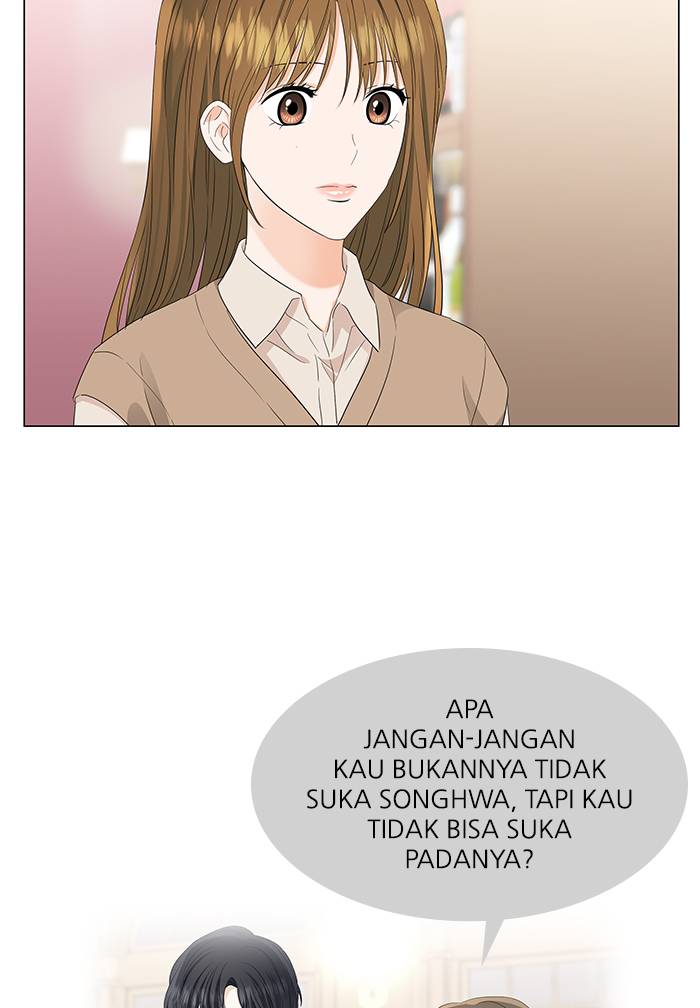 APA
JANGAN-JANGAN
KAU BUKANNYA TIDAK
SUKA SONGHWA, TAPI KAU
TIDAK BISA SUKA
PADANYA?